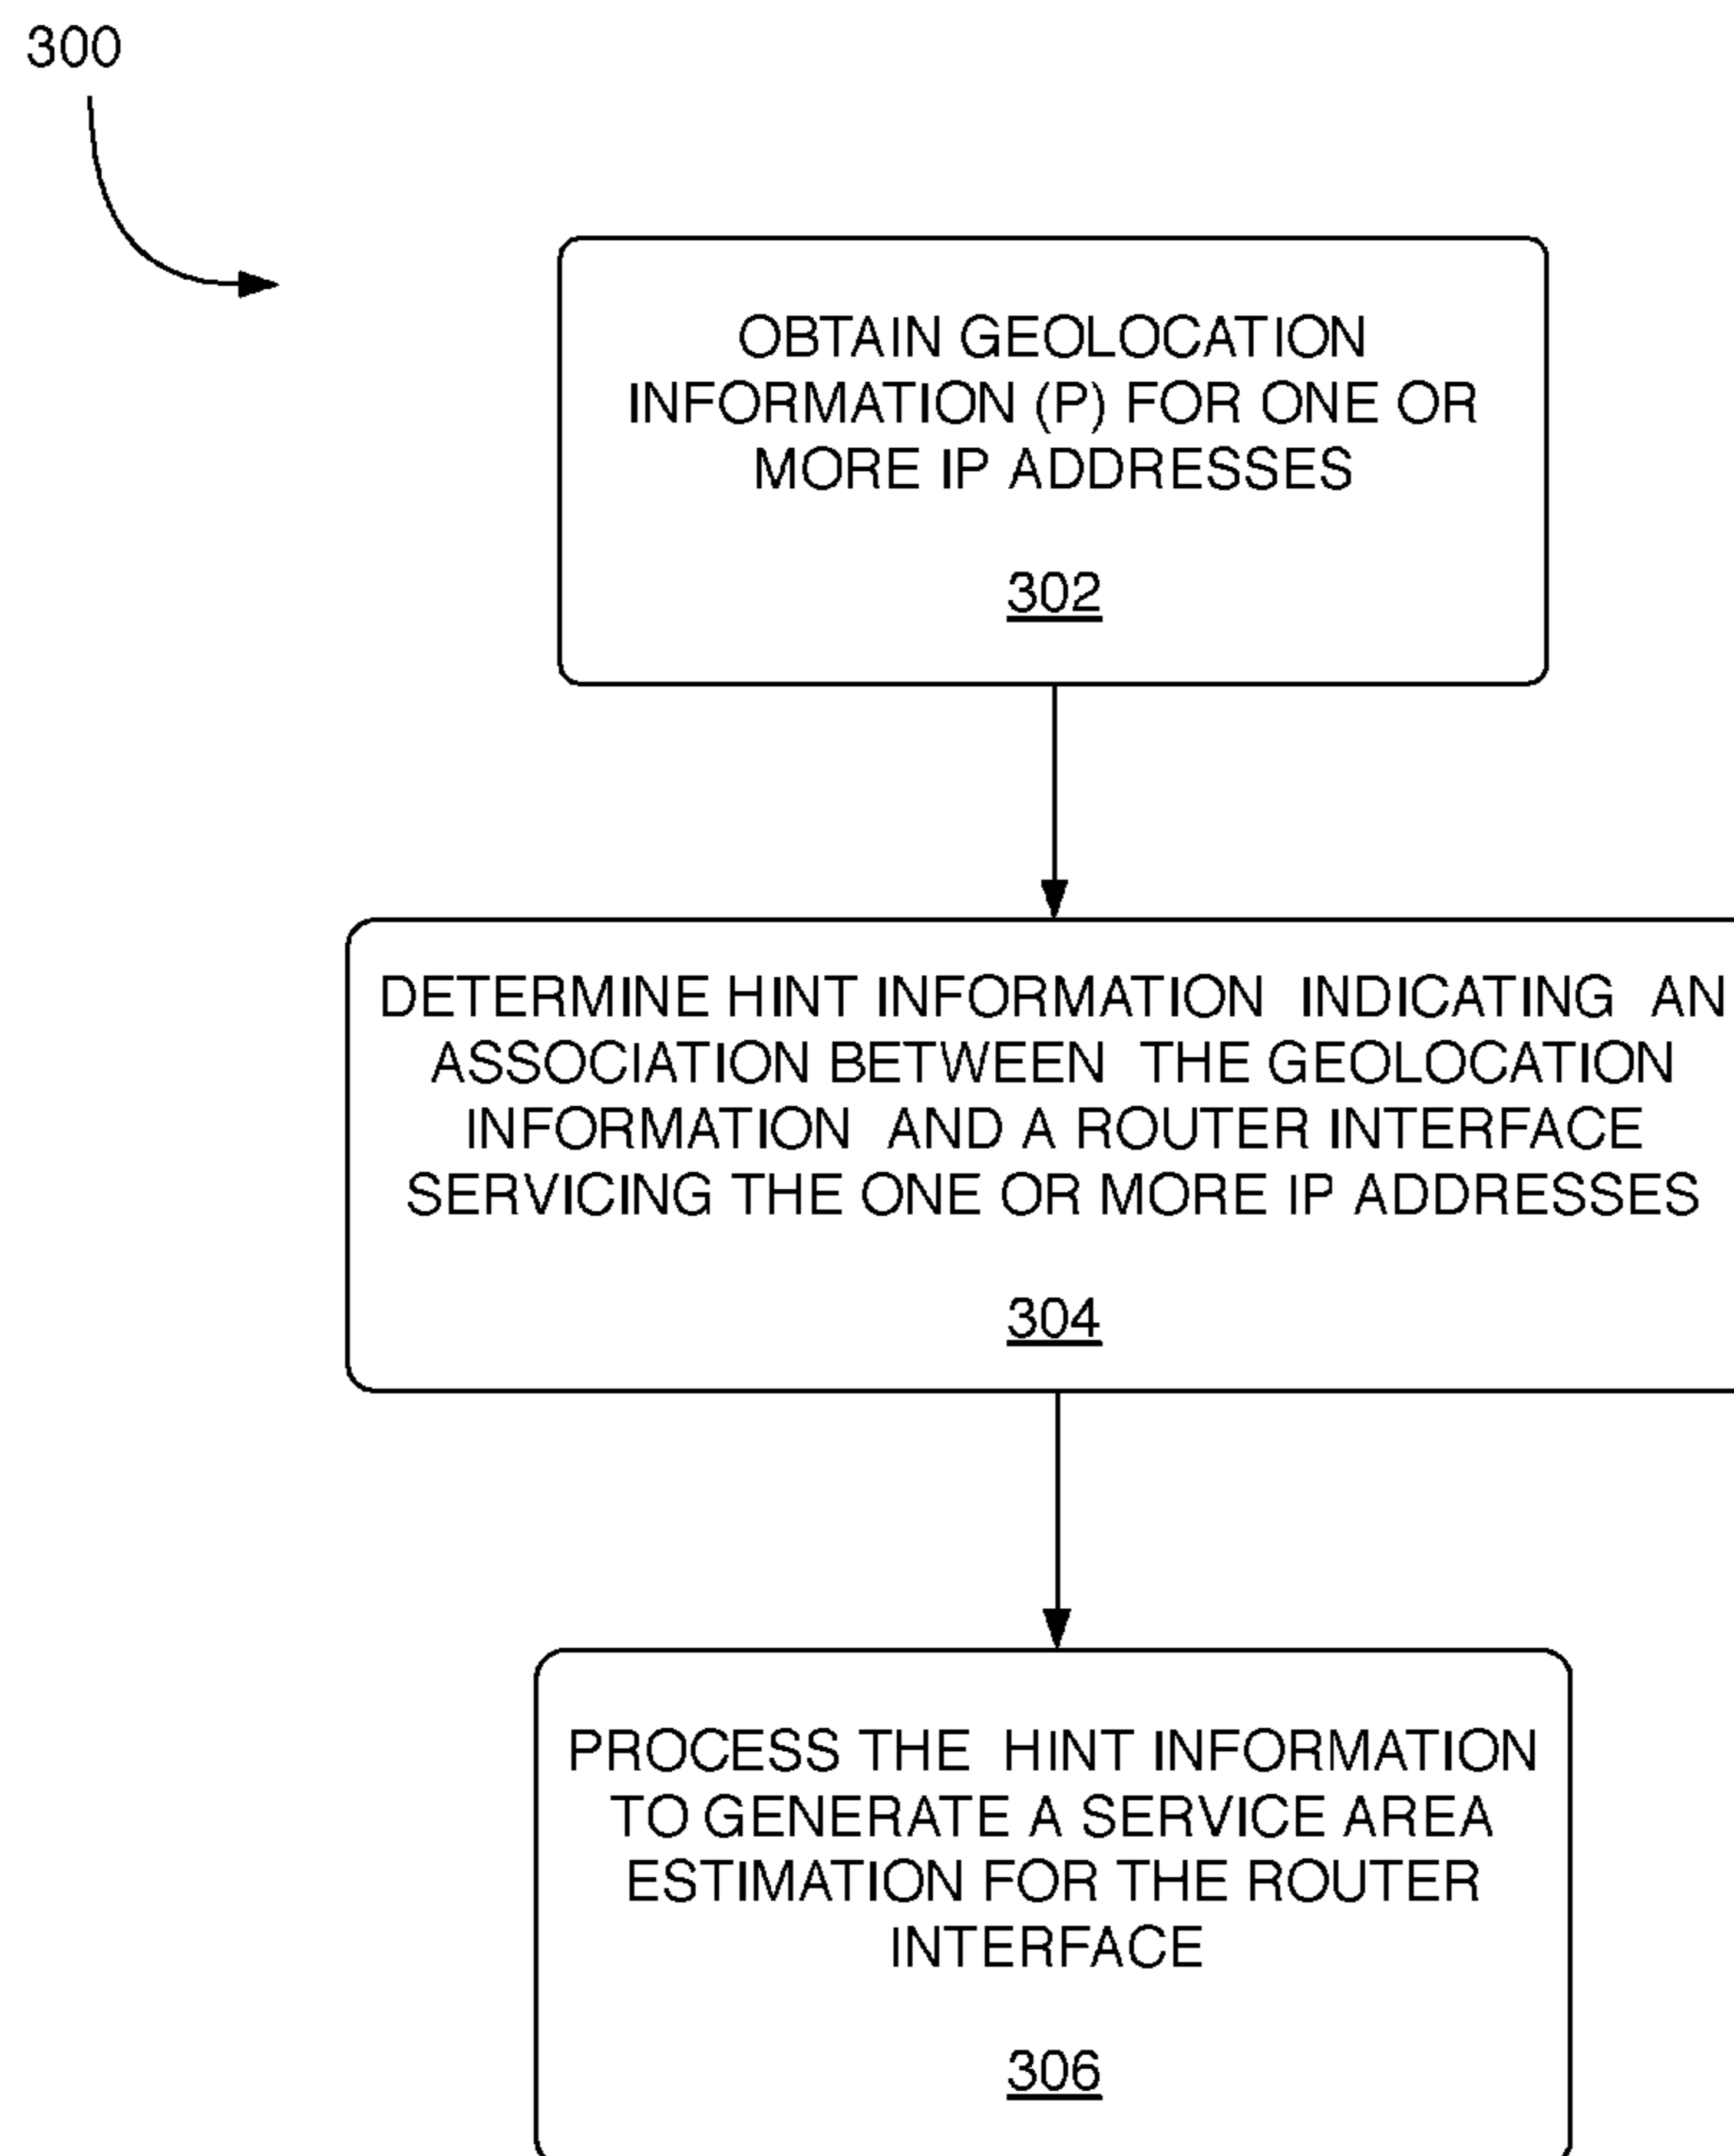 300
OBTAIN GEOLOCATION
INFORMATION (P) FOR ONE OR
MORE IP ADDRESSES
302
DETERMINE HINT INFORMATION INDICATING AN
ASSOCIATION BETWEEN THE GEOLOCATION
INFORMATION AND A ROUTER INTERFACE
SERVICING THE ONE OR MORE IP ADDRESSES
304
PROCESS THE HINT INFORMATION
TO GENERATE A SERVICE AREA
ESTIMATION FOR THE ROUTER
INTERFACE
306